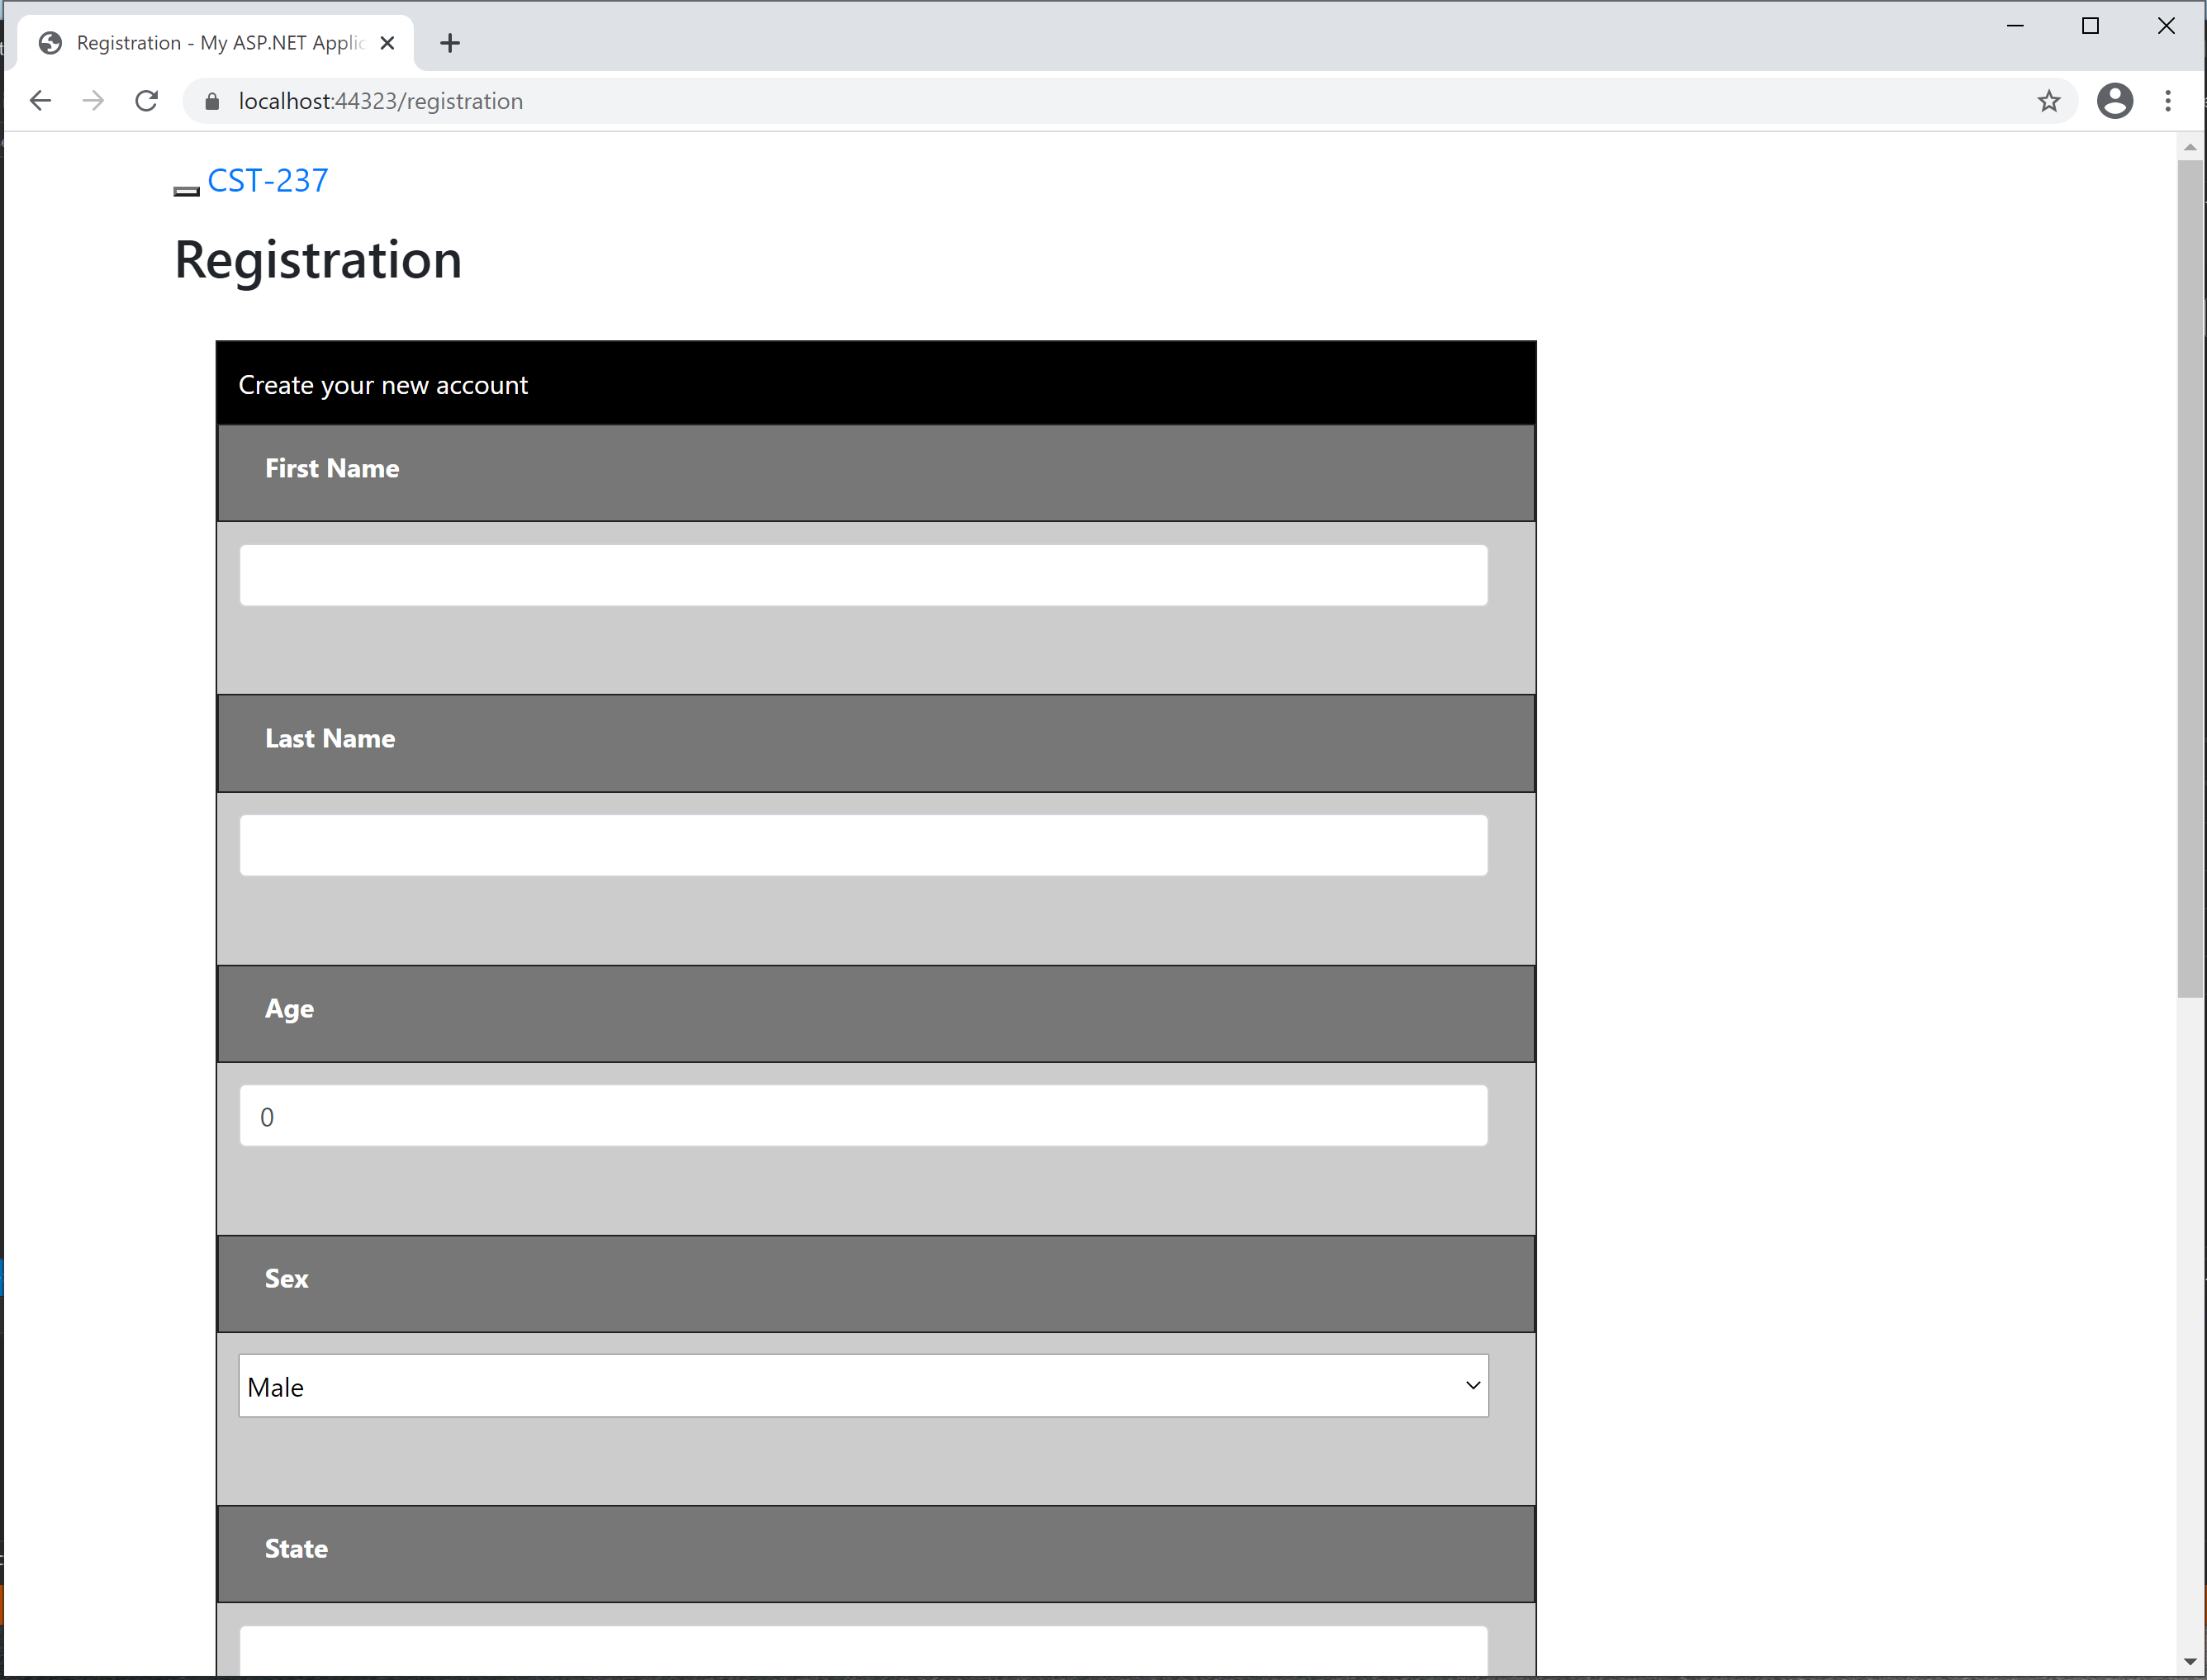 Registration - My ASP.NET Applic
localhost:44323/registration
CST-237
Registration
Create your new account
First Name
Last Name
Age
0
Sex
Male
State